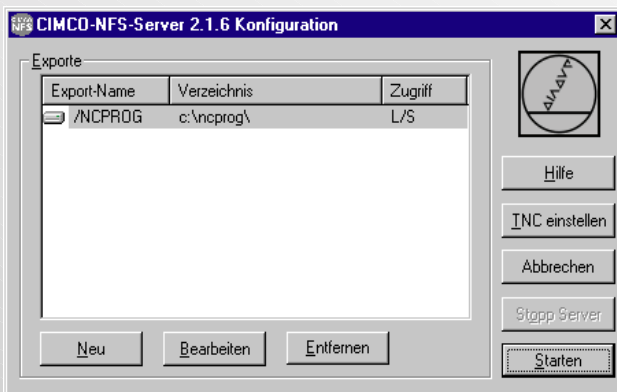 CIMCO-NFS-Server 2.1.6 Konfiguration
Exporte
Export-Name Verzeichnis Zugriff
/NCPROG c:\ncprog\ L/S
Hilfe
TNC einstellen
Abbrechen
Stopp Server
Starten
Neu Bearbeiten Entfernen